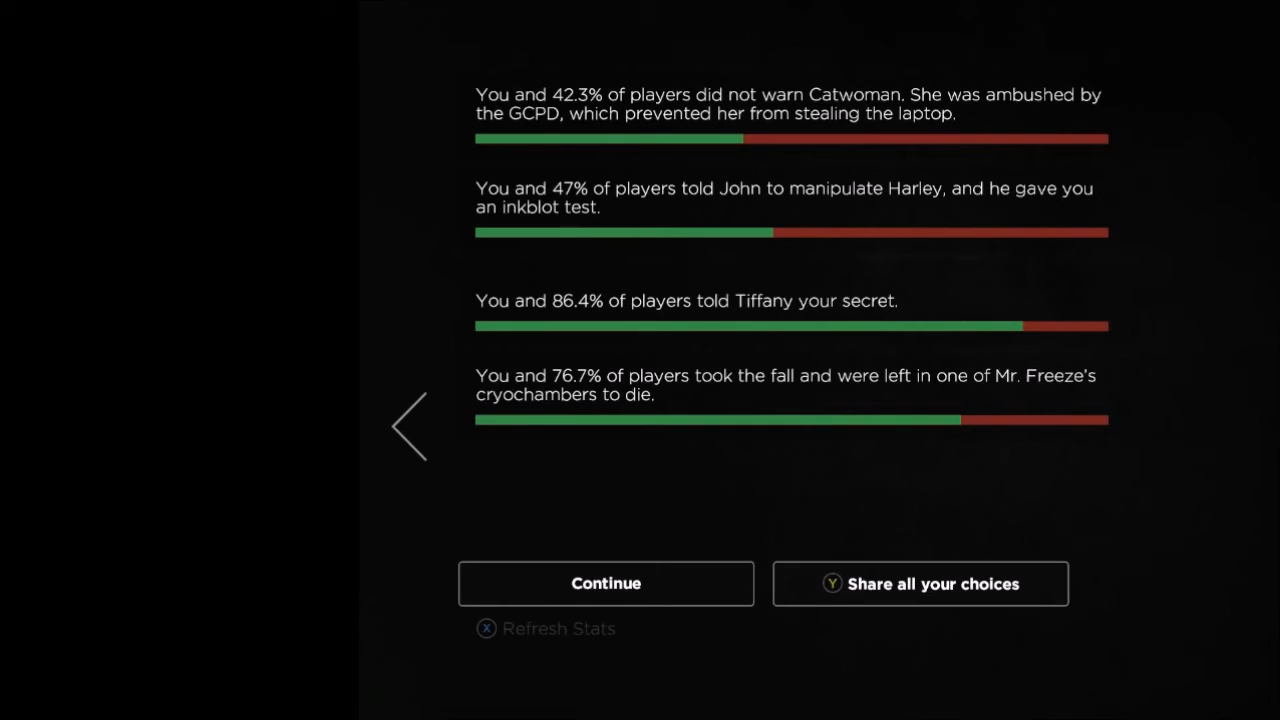 You and 42.3% of players did not warn Catwoman. She was ambushed by
the GCPD, which prevented her from stealing the laptop.
You and 47% of players told John to manipulate Harley, and he gave you
an inkblot test.
You and 86.4% of players told Tiffany your secret.
You and 76.7% of players took the fall and were left in one of Mr. Freeze's
cryochambers to die.
Continue
Y Share all your choices
X Refresh Stats